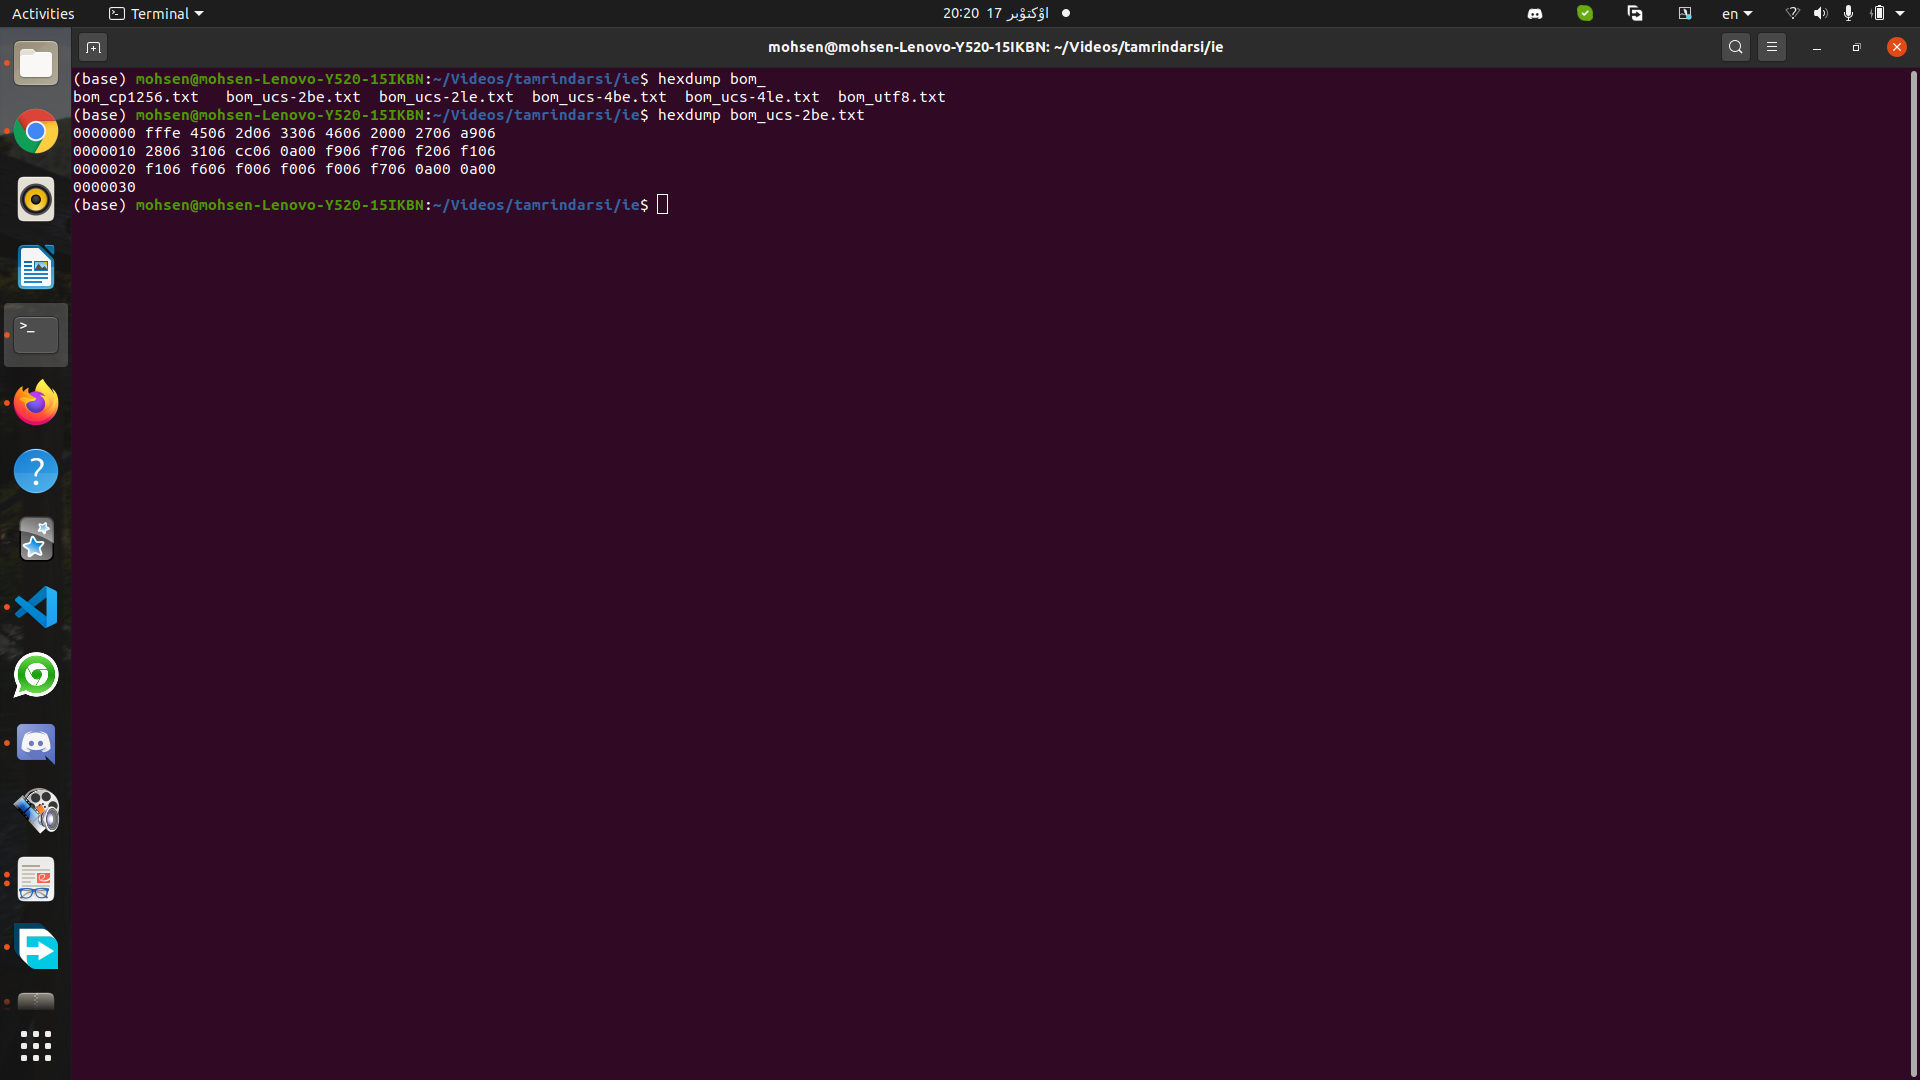 Activities
Terminal
20:20 17 اوْکتوْبر
en
mohsen@mohsen-Lenovo-Y520-15IKBN: ~/Videos/tamrindarsi/ie
(base) mohsen@mohsen-Lenovo-Y520-15IKBN:~/Videos/tamrindarsi/ie$ hexdump bom_
bom_cp1256.txt bom_ucs-2be.txt bom_ucs-2le.txt bom_ucs-4be.txt bom_ucs-4le.txt bom_utf8.txt
(base) mohsen@mohsen-Lenovo-Y520-15IKBN:~/Videos/tamrindarsi/ie$ hexdump bom_ucs-2be.txt
0000000 fffe 4506 2d06 3306 4606 2000 2706 a906
0000010 2806 3106 cc06 0a00 f906 f706 f206 f106
0000020 f106 f606 f006 f006 f006 f706 0a00 0a00
0000030
(base) mohsen@mohsen-Lenovo-Y520-15IKBN:~/Videos/tamrindarsi/ie$